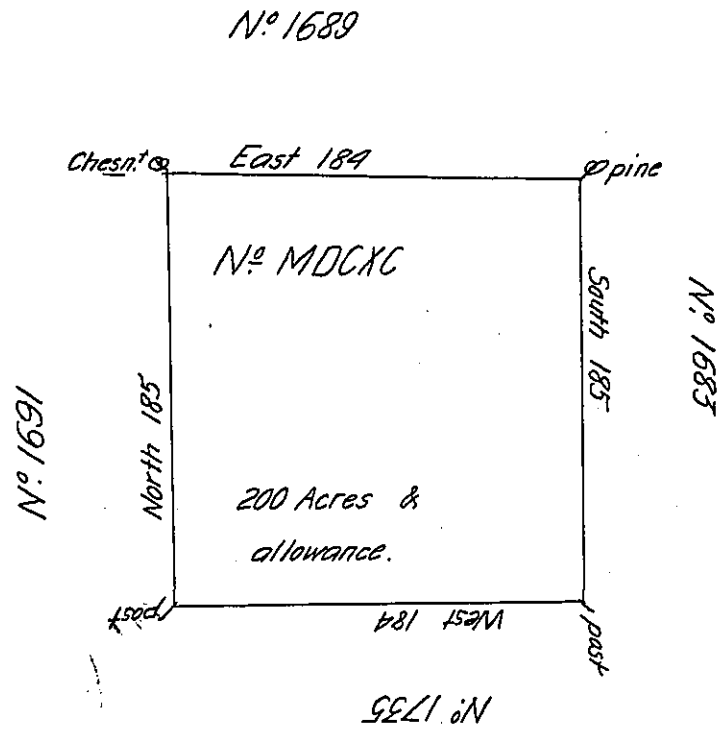 Nº 1689
Chesn.t
East 184
pine
Nº MDCXC
South 185
Nº 1683
Nº 1691
North 185
200 Acres &
allowance.
post
West 184
post
Nº 1735